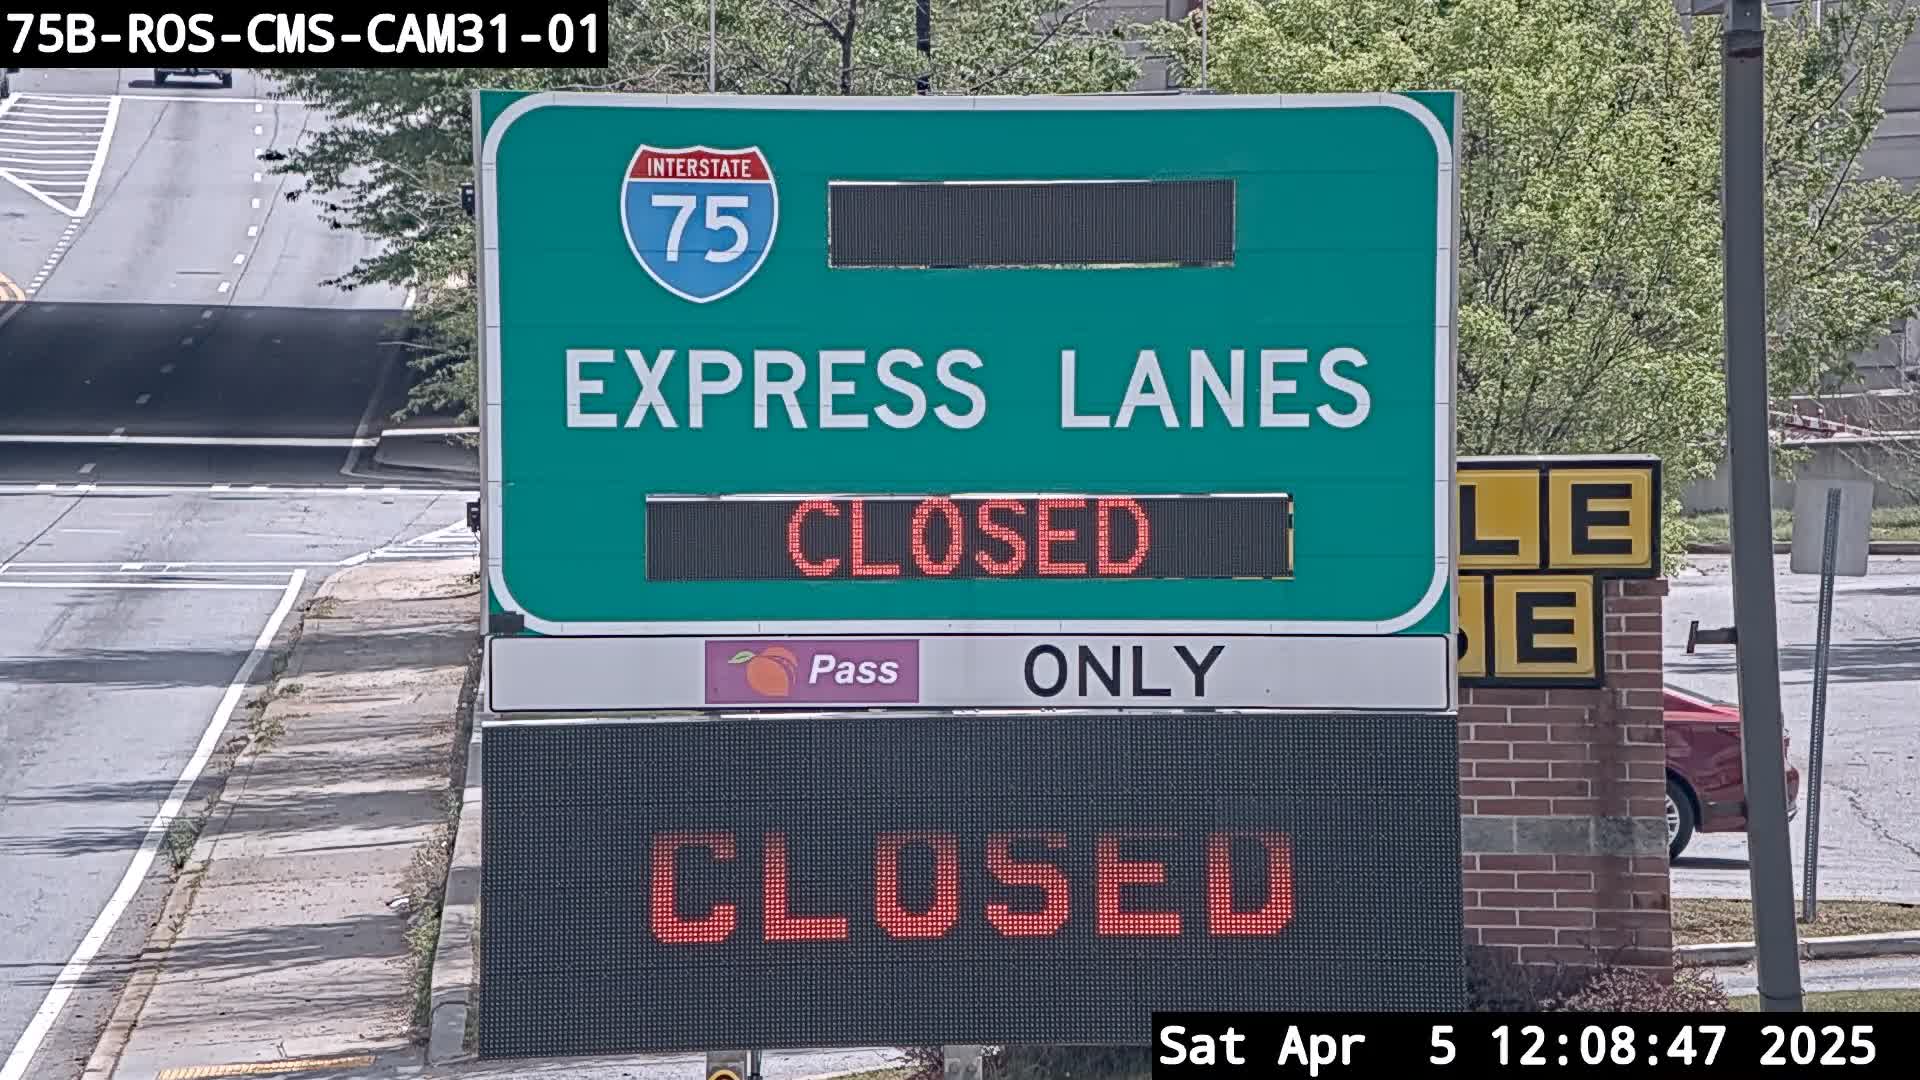 75B-ROS-CMS-CAM31-01
INTERSTATE
75
EXPRESS LANES
CLOSED
LE
E
Pass ONLY
CLOSED
Sat Apr 5 12:08:47 2025